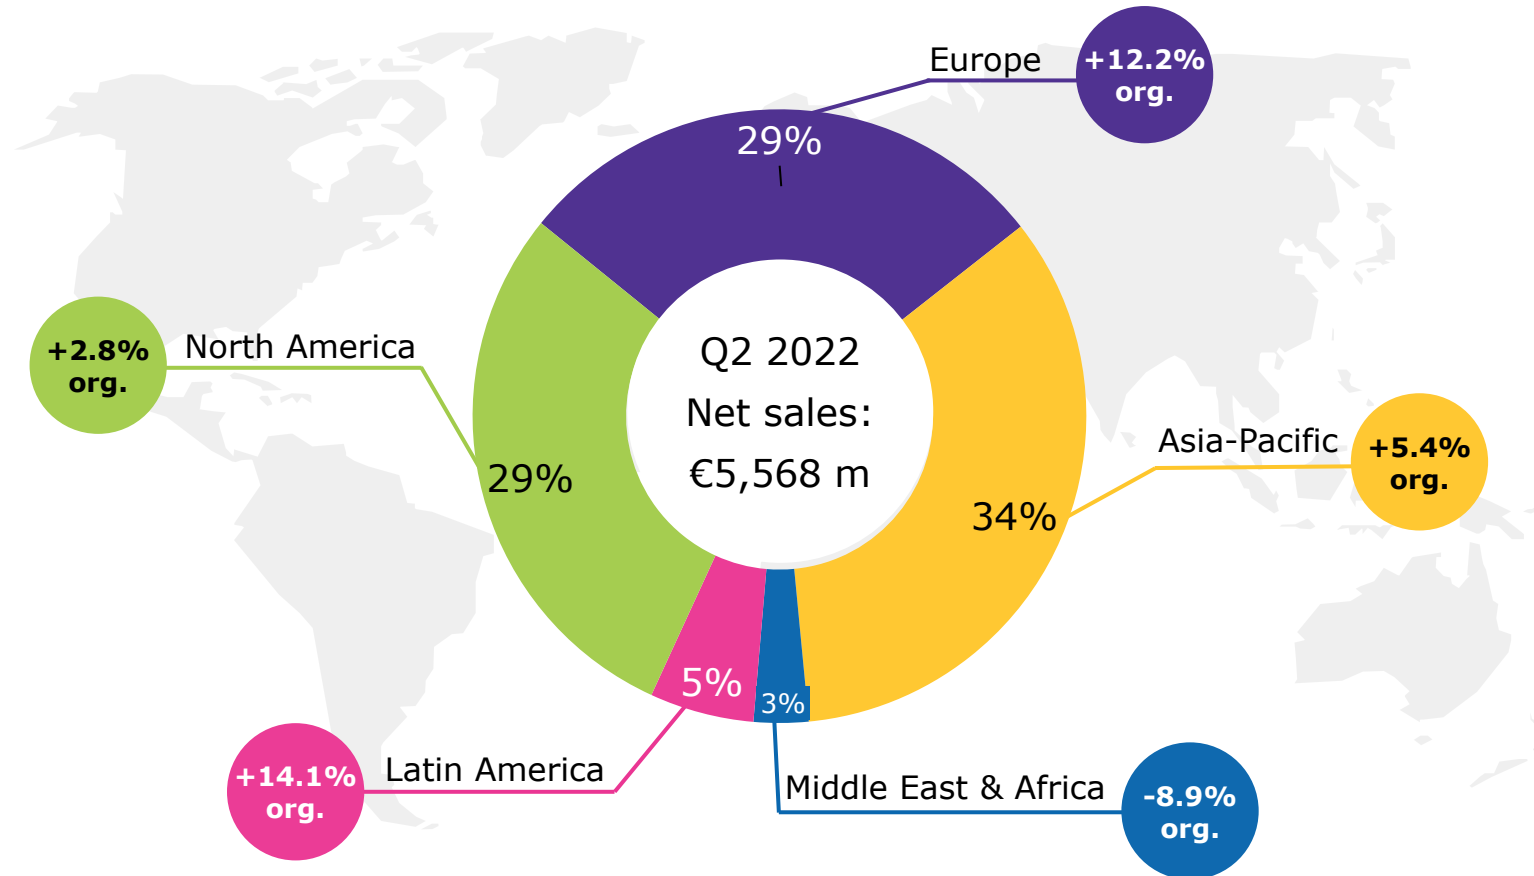 Europe
+12.2%
org.
29%
+2.8%
org.
North America
29%
Q2 2022
Net sales:
€5,568 m
Asia-Pacific
+5.4%
org.
34%
5%
3%
+14.1%
org.
Latin America
Middle East & Africa
-8.9%
org.